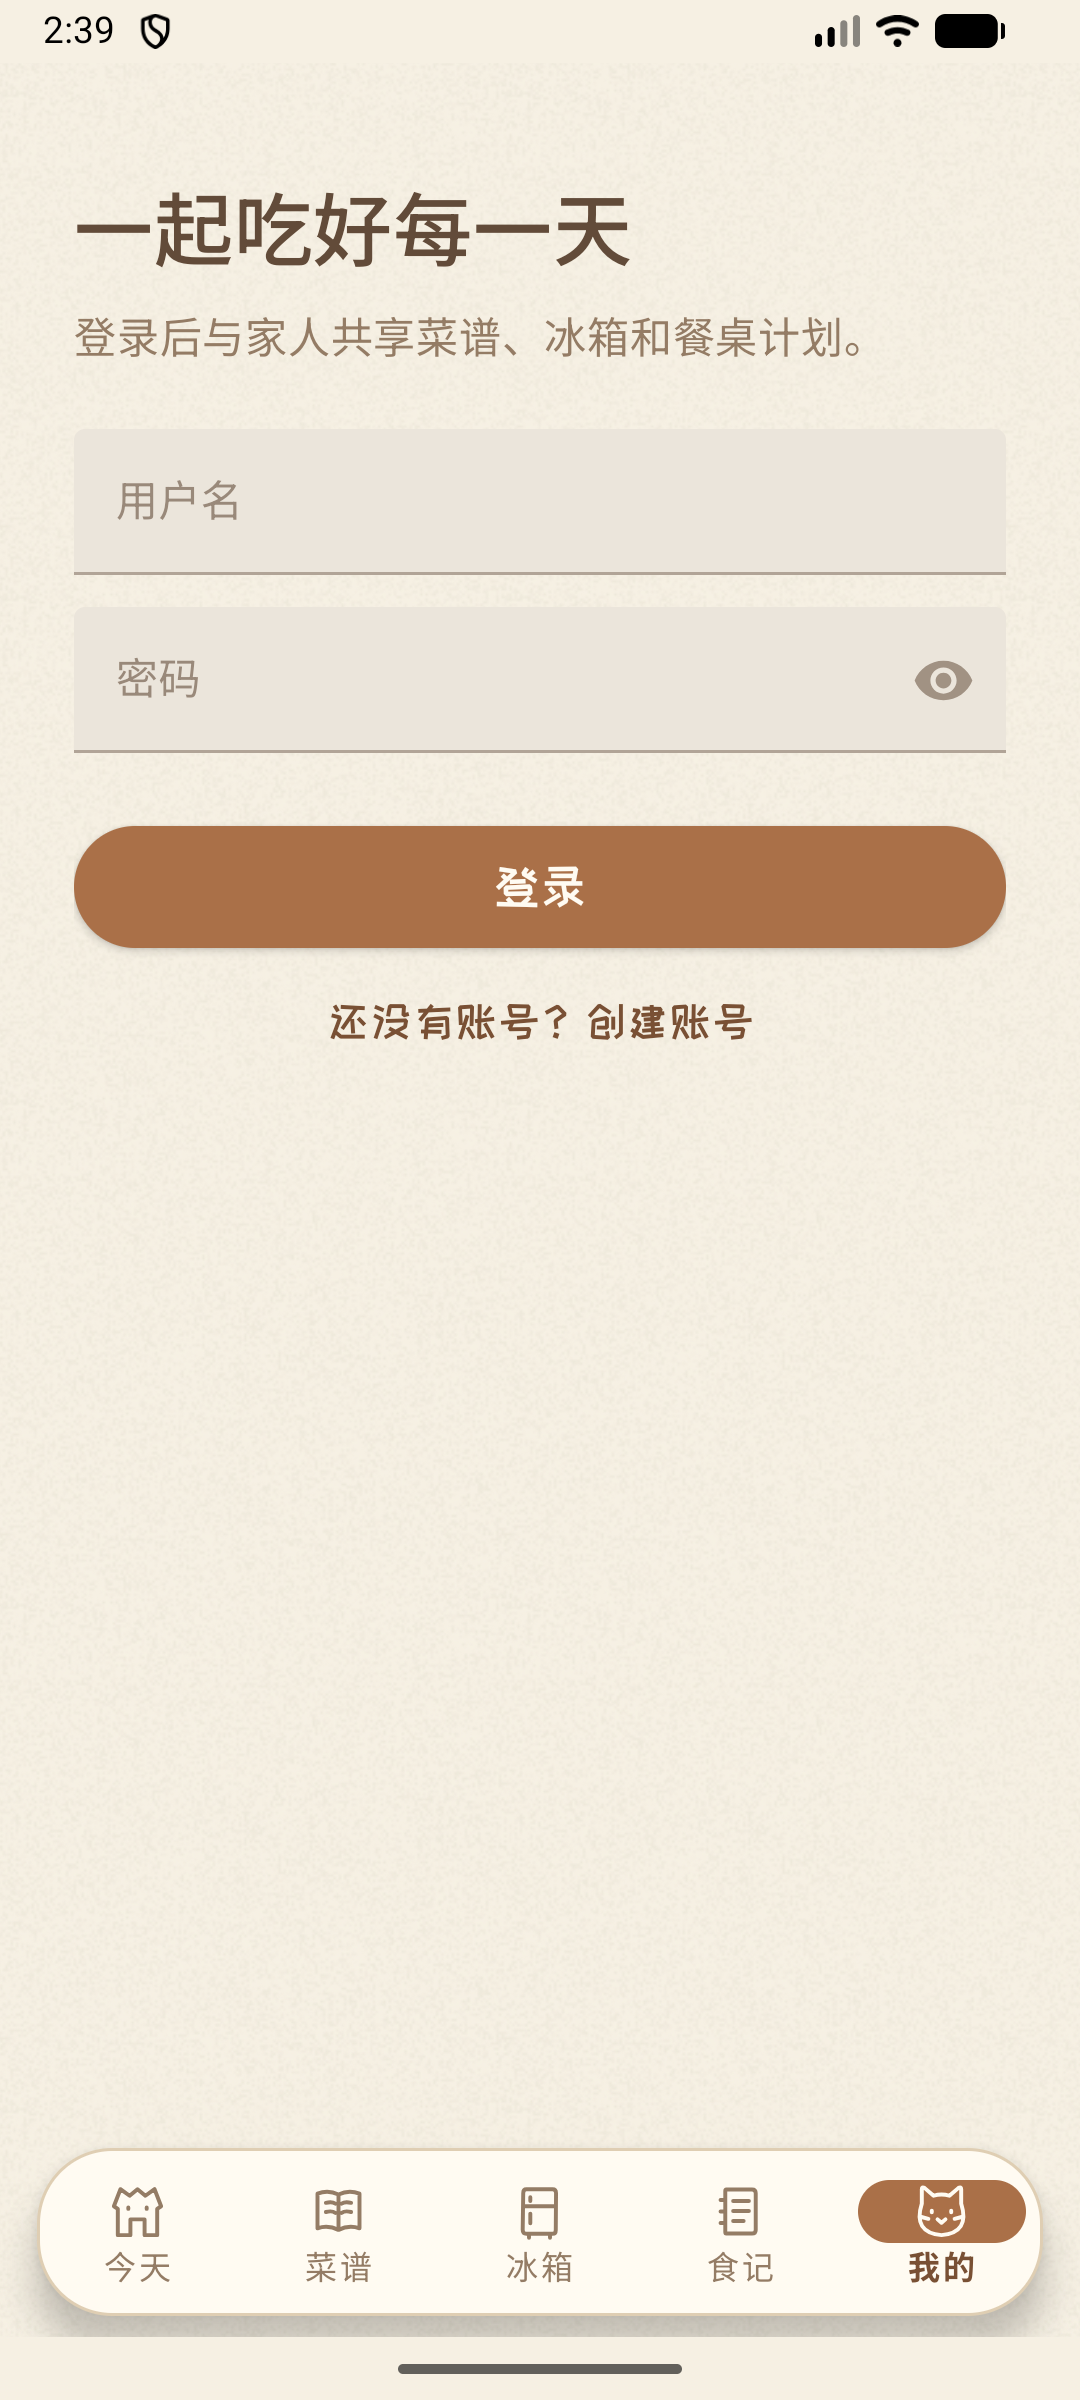 2:39
一起吃好每一天
登录后与家人共享菜谱、冰箱和餐桌计划。
用户名
密码
登录
还没有账号？创建账号
今天 菜谱 冰箱 食记 我的